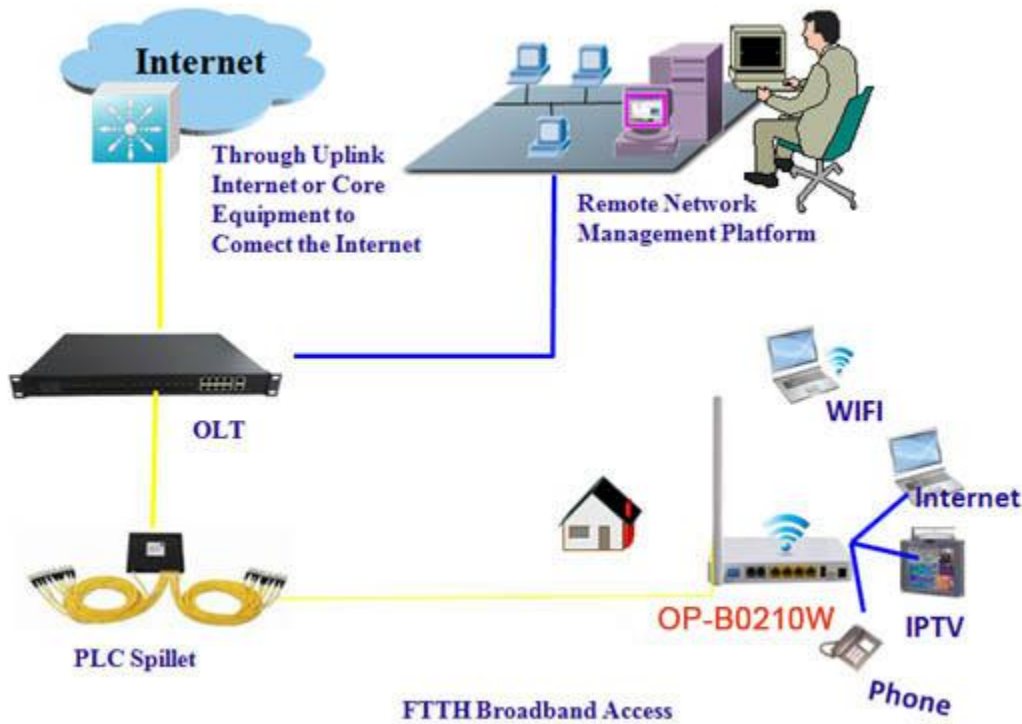 Internet
Through Uplink
Internet or Core
Equipment to
Comect the Internet
Remote Network
Management Platform
OLT
WIFI
Internet
OP-B0210W
IPTV
PLC Spillet
Phone
FTTH Broadband Access